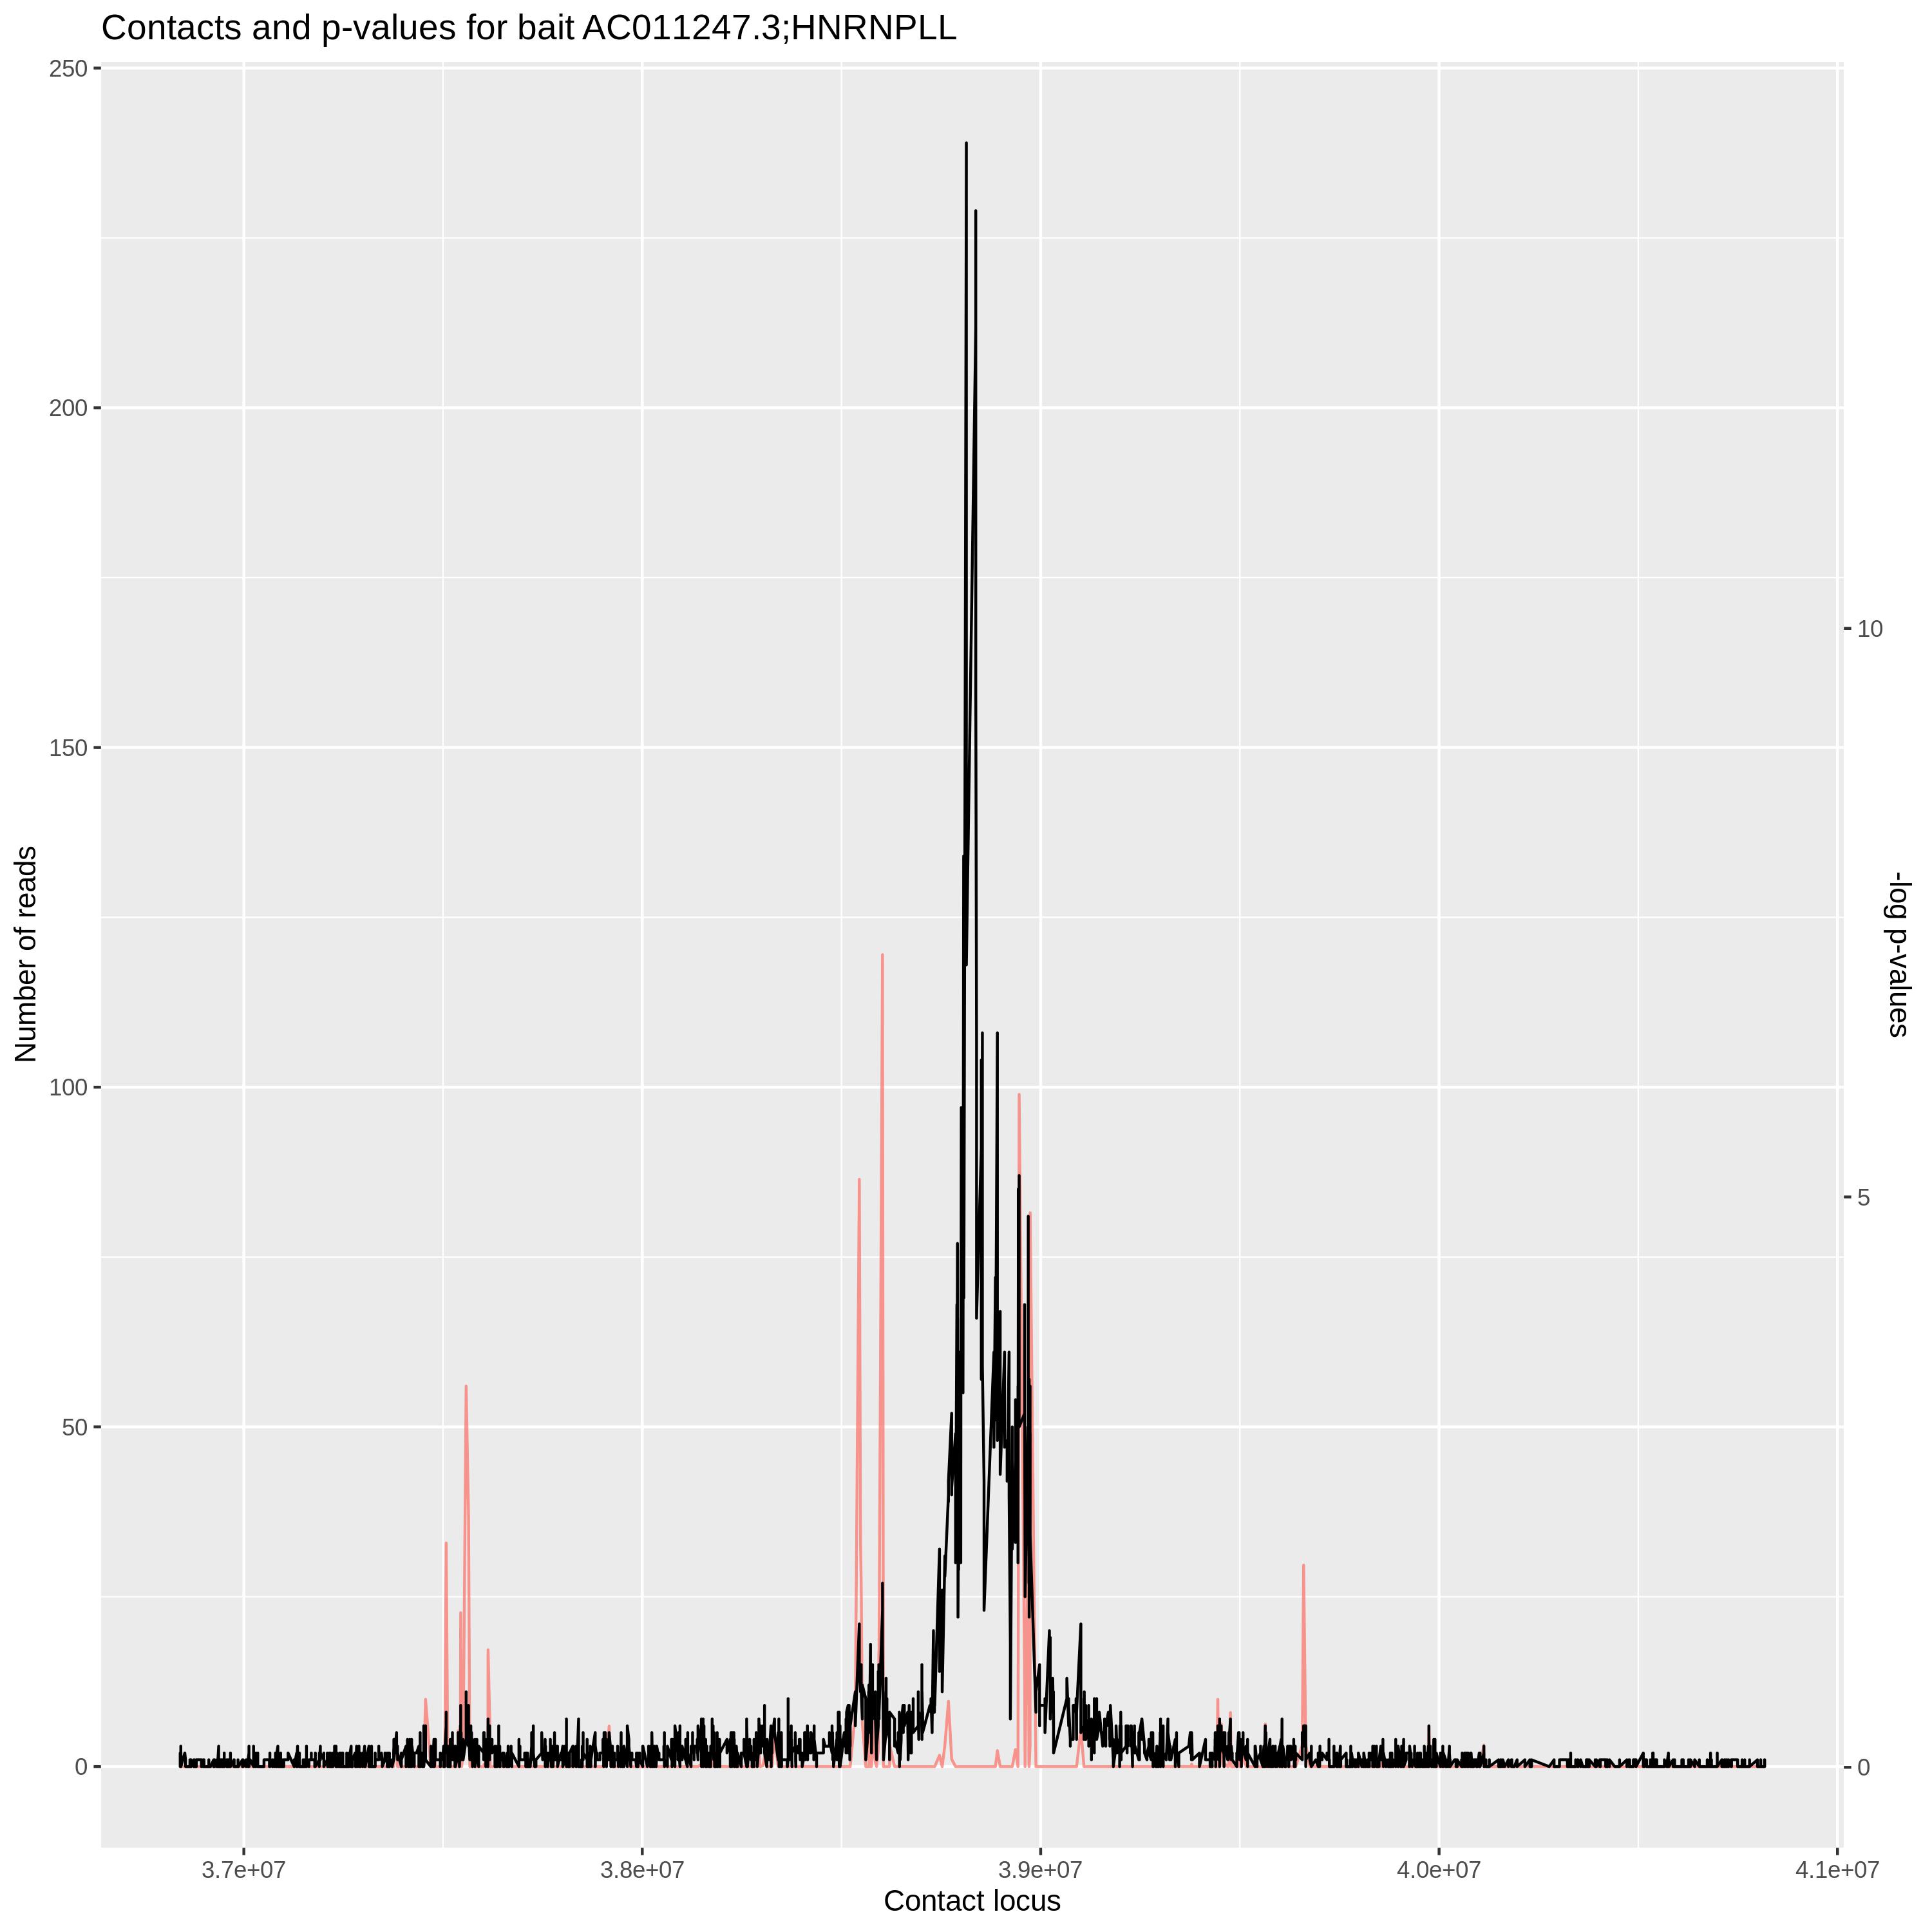 Contacts and p-values for bait AC011247.3;HNRNPLL
250
200
150
100
50
0
Number of reads
10
5
0
-log p-values
3.7e+07
3.8e+07
3.9e+07
4.0e+07
4.1e+07
Contact locus